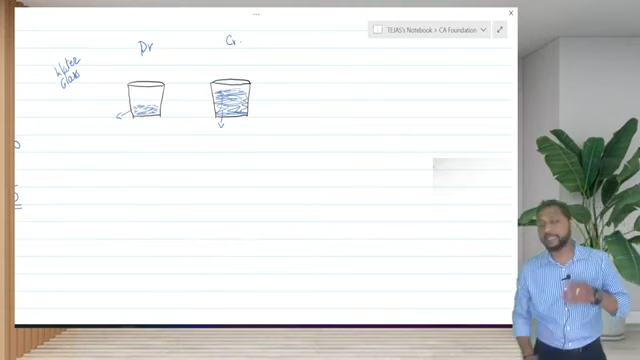 TEJAS's Notebook > CA Foundation
Dr
Cr.
Water
Glass